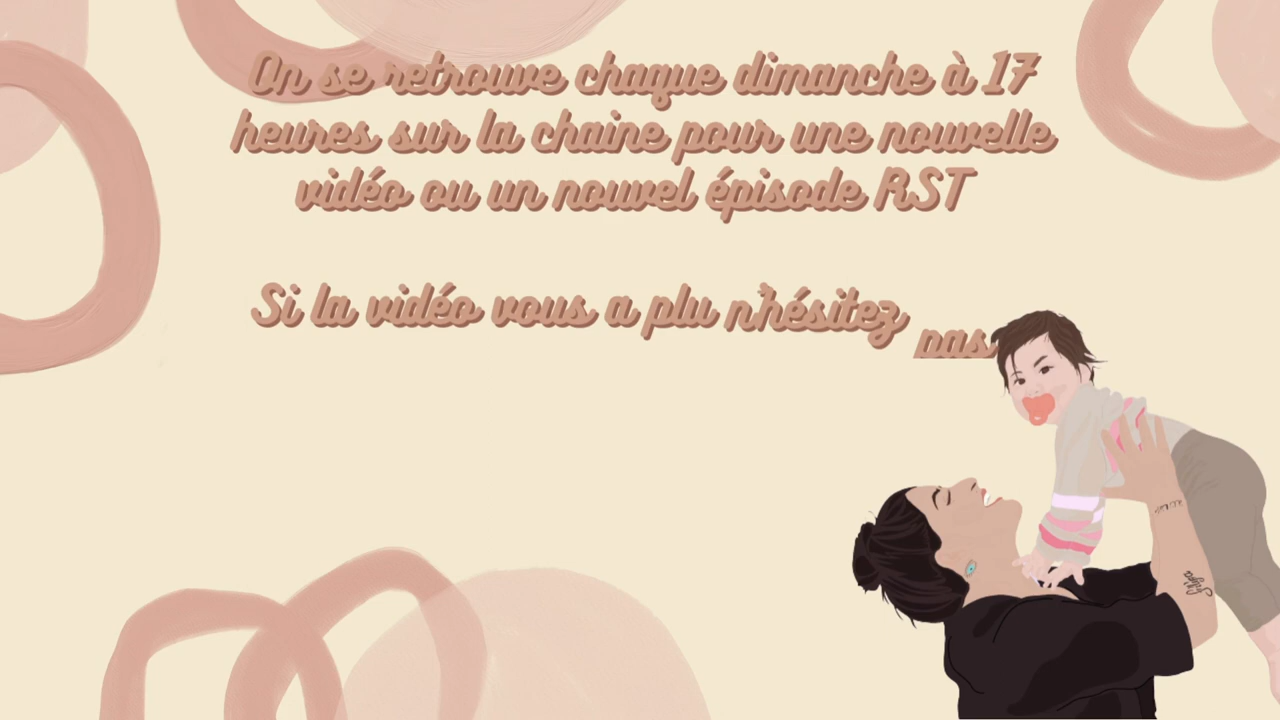 On se retrouve chaque dimanche à 17
heures sur la chaine pour une nouvelle
vidéo ou un nouvel épisode RST
Si la vidéo vous a plu n'hésitez pas